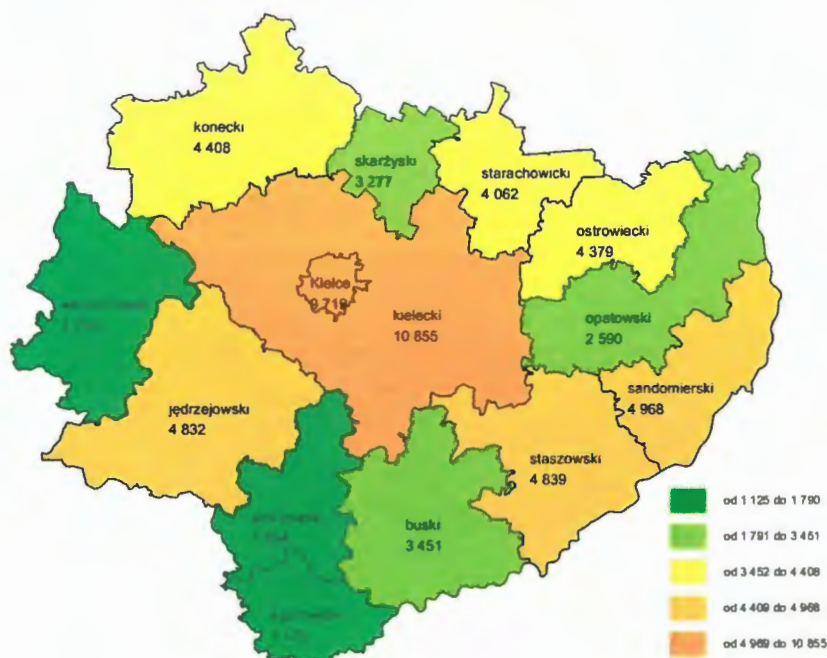 konecki
4 408
skarżyski
3 277
starachowicki
4 062
ostrowiecki
4 379
Kielce
9 719
kielecki
10 855
opatowski
2 590
sandomierski
4 968
jędrzejowski
4 832
staszowski
4 839
buski
3 451
od 1 125 do 1 790
od 1 791 do 3 451
od 3 452 do 4 408
od 4 409 do 4 968
od 4 969 do 10 855